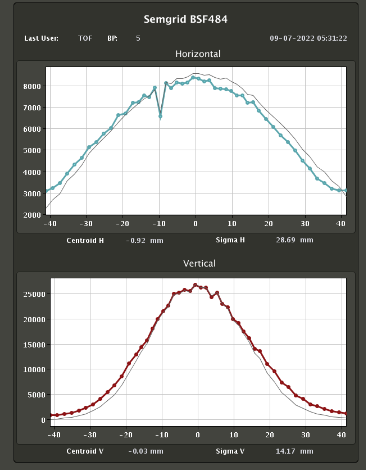 Semgrid BSF484
Last User: TOF BP: 5 09-07-2022 05:31:22
Horizontal
8000
7000
6000
5000
4000
3000
2000
-40 -30 -20 -10 0 10 20 30 40
Centroid H -0.92 mm Sigma H 28.69 mm
Vertical
25000
20000
15000
10000
5000
0
-40 -30 -20 -10 0 10 20 30 40
Centroid V -0.03 mm Sigma V 14.17 mm